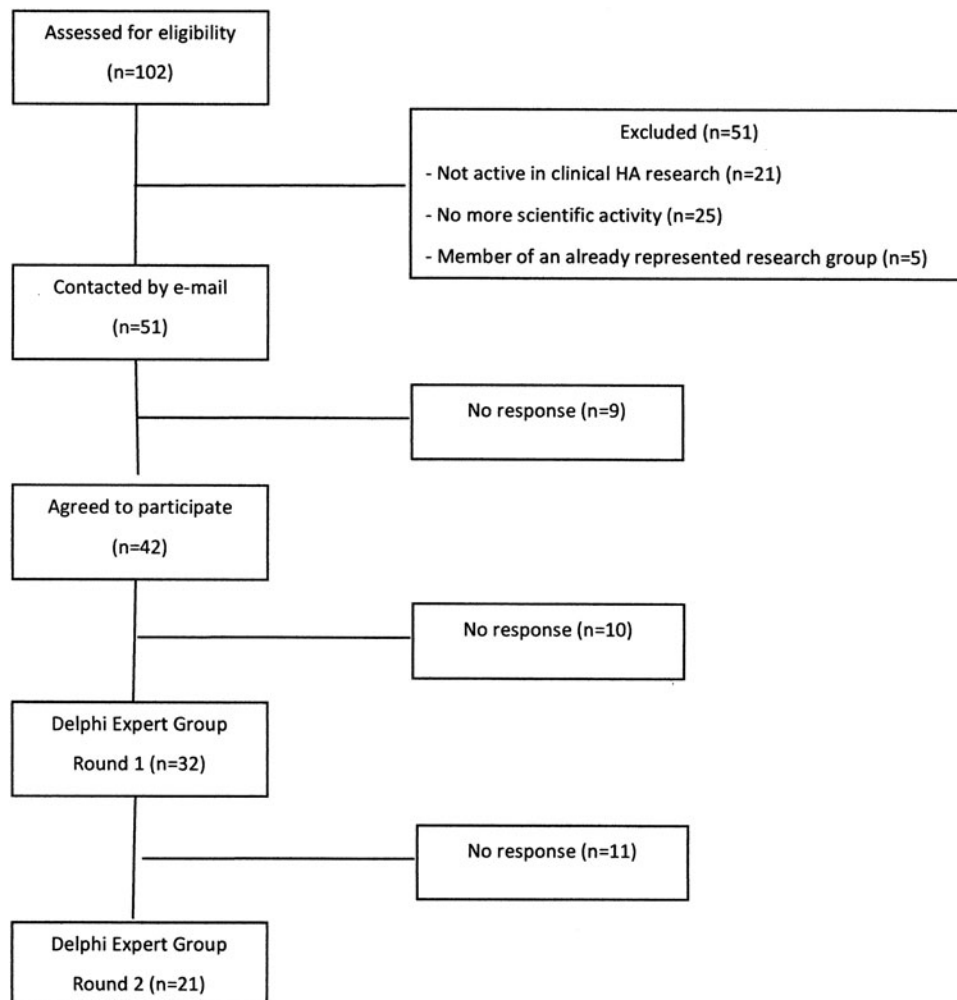 Assessed for eligibility
(n=102)
Excluded (n=51)
- Not active in clinical HA research (n=21)
- No more scientific activity (n=25)
- Member of an already represented research group (n=5)
Contacted by e-mail
(n=51)
No response (n=9)
Agreed to participate
(n=42)
No response (n=10)
Delphi Expert Group
Round 1 (n=32)
No response (n=11)
Delphi Expert Group
Round 2 (n=21)